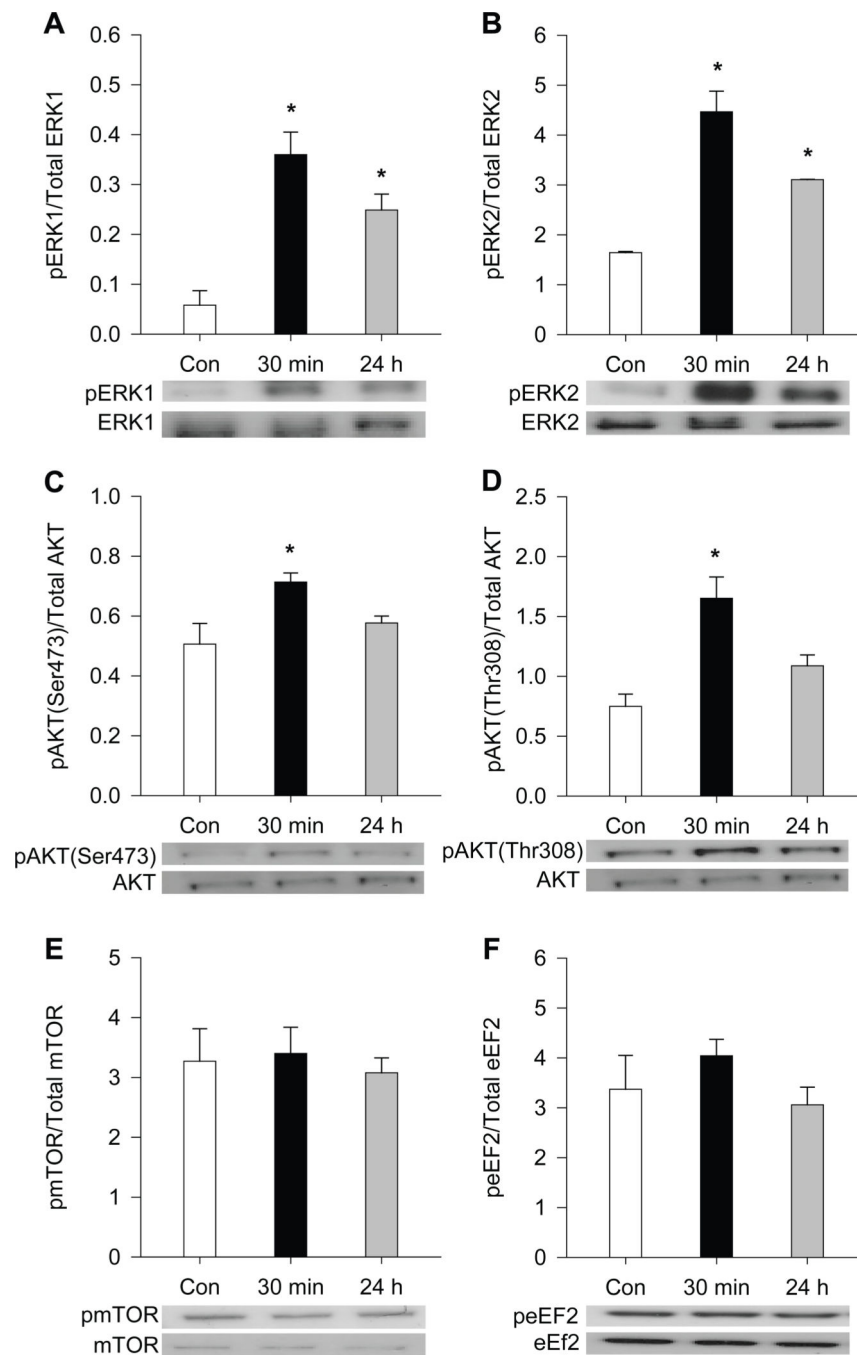 A
B
pERK1/Total ERK1
0.6
0.5
0.4
0.3
0.2
0.1
0.0
*
*
Con 30 min 24 h
pERK1
ERK1
pERK2/Total ERK2
6
5
4
3
2
1
0
*
*
Con 30 min 24 h
pERK2
ERK2
C
D
pAKT(Ser473)/Total AKT
1.0
0.8
0.6
0.4
0.2
0.0
*
Con 30 min 24 h
pAKT(Ser473)
AKT
pAKT(Thr308)/Total AKT
2.5
2.0
1.5
1.0
0.5
0.0
*
Con 30 min 24 h
pAKT(Thr308)
AKT
E
F
pmTOR/Total mTOR
5
4
3
2
1
0
Con 30 min 24 h
pmTOR
mTOR
peEF2/Total eEF2
6
5
4
3
2
1
0
Con 30 min 24 h
peEF2
eEf2